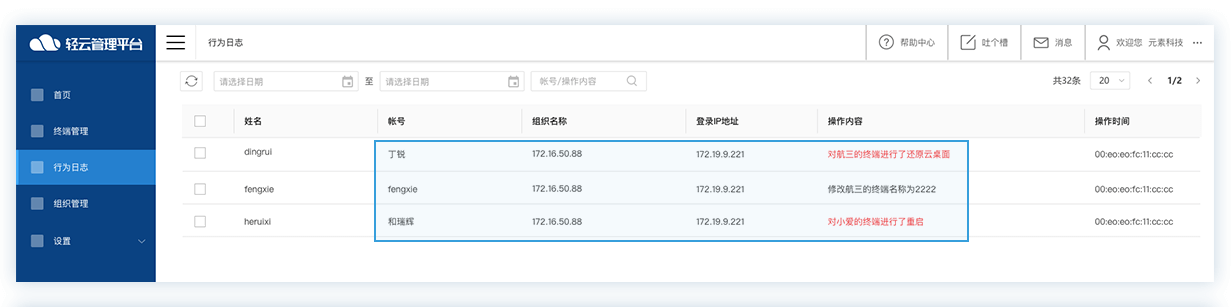 轻云管理平台
行为日志
帮助中心
吐个槽
消息
欢迎您 元素科技 ···
首页
终端管理
行为日志
组织管理
设置
请选择日期 至 请选择日期 帐号/操作内容
共32条 20 1/2
姓名 帐号 组织名称 登录IP地址 操作内容 操作时间
dingrui 丁锐 172.16.50.88 172.19.9.221 对航三的终端进行了还原云桌面 00:eo:eo:fc:11:cc:cc
fengxie fengxie 172.16.50.88 172.19.9.221 修改航三的终端名称为2222 00:eo:eo:fc:11:cc:cc
heruixi 和瑞辉 172.16.50.88 172.19.9.221 对小爱的终端进行了重启 00:eo:eo:fc:11:cc:cc